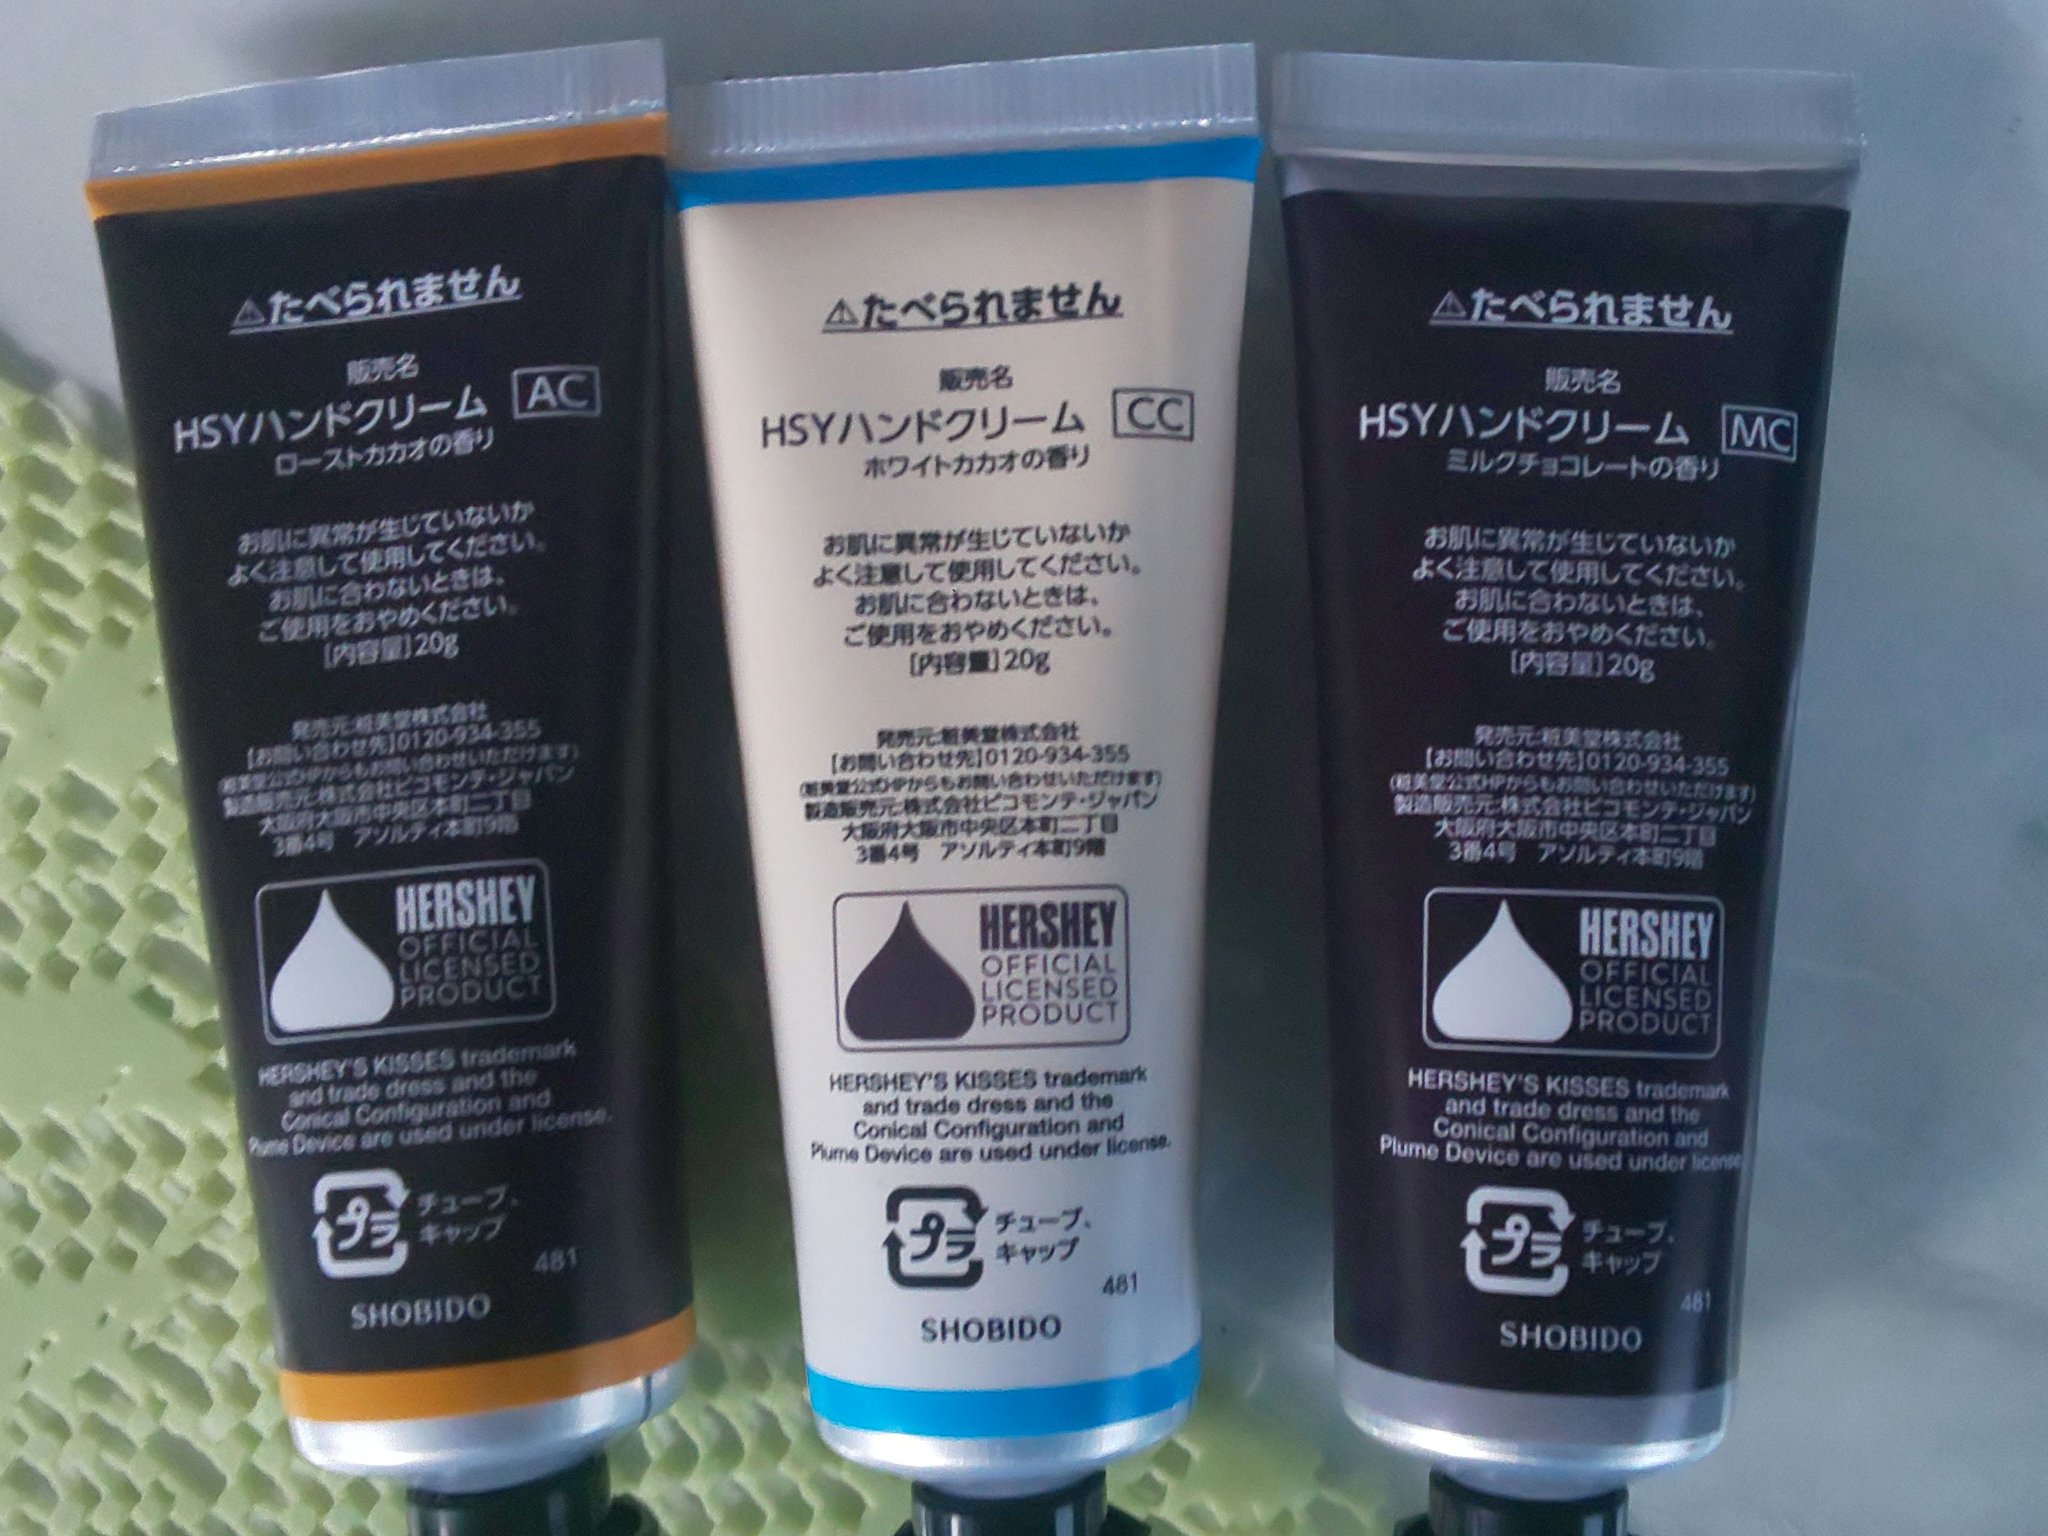 ⚠たべられません
販売名
HSYハンドクリーム AC
ローストカカオの香り
お肌に異常が生じていないか
よく注意して使用してください。
お肌に合わないときは、
ご使用をおやめください。
[内容量]20g
発売元:粧美堂株式会社
【お問い合わせ先】0120-934-355
(粧美堂公式HPからもお問い合わせいただけます)
製造販売元:株式会社ピコモンテ・ジャパン
大阪府大阪市中央区本町二丁目
3番4号 アソルティ本町9階
HERSHEY
OFFICIAL
LICENSED
PRODUCT
HERSHEY'S KISSES trademark
and trade dress and the
Conical Configuration and
Plume Device are used under license.
プラ チューブ、
キャップ
481
SHOBIDO
⚠たべられません
販売名
HSYハンドクリーム CC
ホワイトカカオの香り
お肌に異常が生じていないか
よく注意して使用してください。
お肌に合わないときは、
ご使用をおやめください。
[内容量]20g
発売元:粧美堂株式会社
【お問い合わせ先】0120-934-355
(粧美堂公式HPからもお問い合わせいただけます)
製造販売元:株式会社ピコモンテ・ジャパン
大阪府大阪市中央区本町二丁目
3番4号 アソルティ本町9階
HERSHEY
OFFICIAL
LICENSED
PRODUCT
HERSHEY'S KISSES trademark
and trade dress and the
Conical Configuration and
Plume Device are used under license.
プラ チューブ、
キャップ
481
SHOBIDO
⚠たべられません
販売名
HSYハンドクリーム MC
ミルクチョコレートの香り
お肌に異常が生じていないか
よく注意して使用してください。
お肌に合わないときは、
ご使用をおやめください。
[内容量]20g
発売元:粧美堂株式会社
【お問い合わせ先】0120-934-355
(粧美堂公式HPからもお問い合わせいただけます)
製造販売元:株式会社ピコモンテ・ジャパン
大阪府大阪市中央区本町二丁目
3番4号 アソルティ本町9階
HERSHEY
OFFICIAL
LICENSED
PRODUCT
HERSHEY'S KISSES trademark
and trade dress and the
Conical Configuration and
Plume Device are used under license
プラ チューブ、
キャップ
481
SHOBIDO